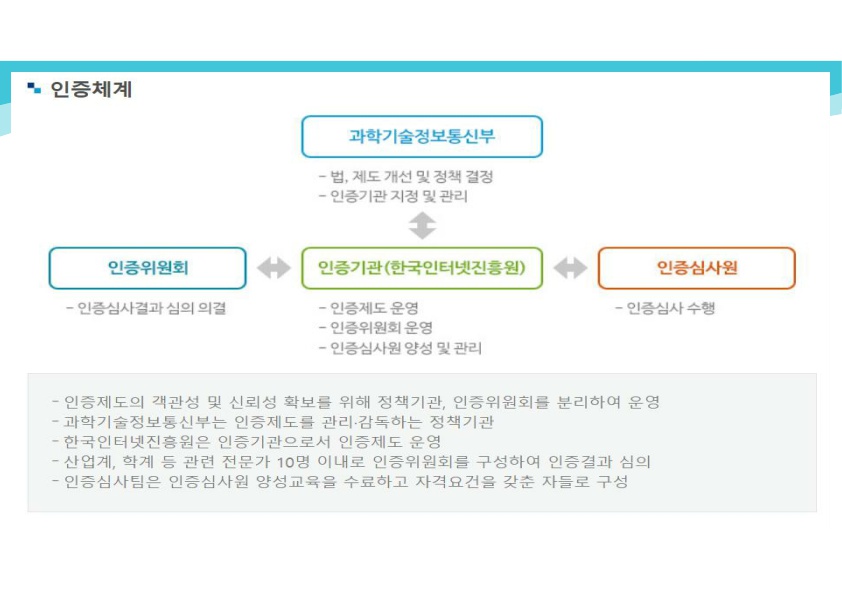 인증체계
과학기술정보통신부
- 법, 제도 개선 및 정책 결정
- 인증기관 지정 및 관리
인증위원회
- 인증심사결과 심의 의결
인증기관(한국인터넷진흥원)
- 인증제도 운영
- 인증위원회 운영
- 인증심사원 양성 및 관리
인증심사원
- 인증심사 수행
- 인증제도의 객관성 및 신뢰성 확보를 위해 정책기관, 인증위원회를 분리하여 운영
- 과학기술정보통신부는 인증제도를 관리·감독하는 정책기관
- 한국인터넷진흥원은 인증기관으로서 인증제도 운영
- 산업계, 학계 등 관련 전문가 10명 이내로 인증위원회를 구성하여 인증결과 심의
- 인증심사팀은 인증심사원 양성교육을 수료하고 자격요건을 갖춘 자들로 구성